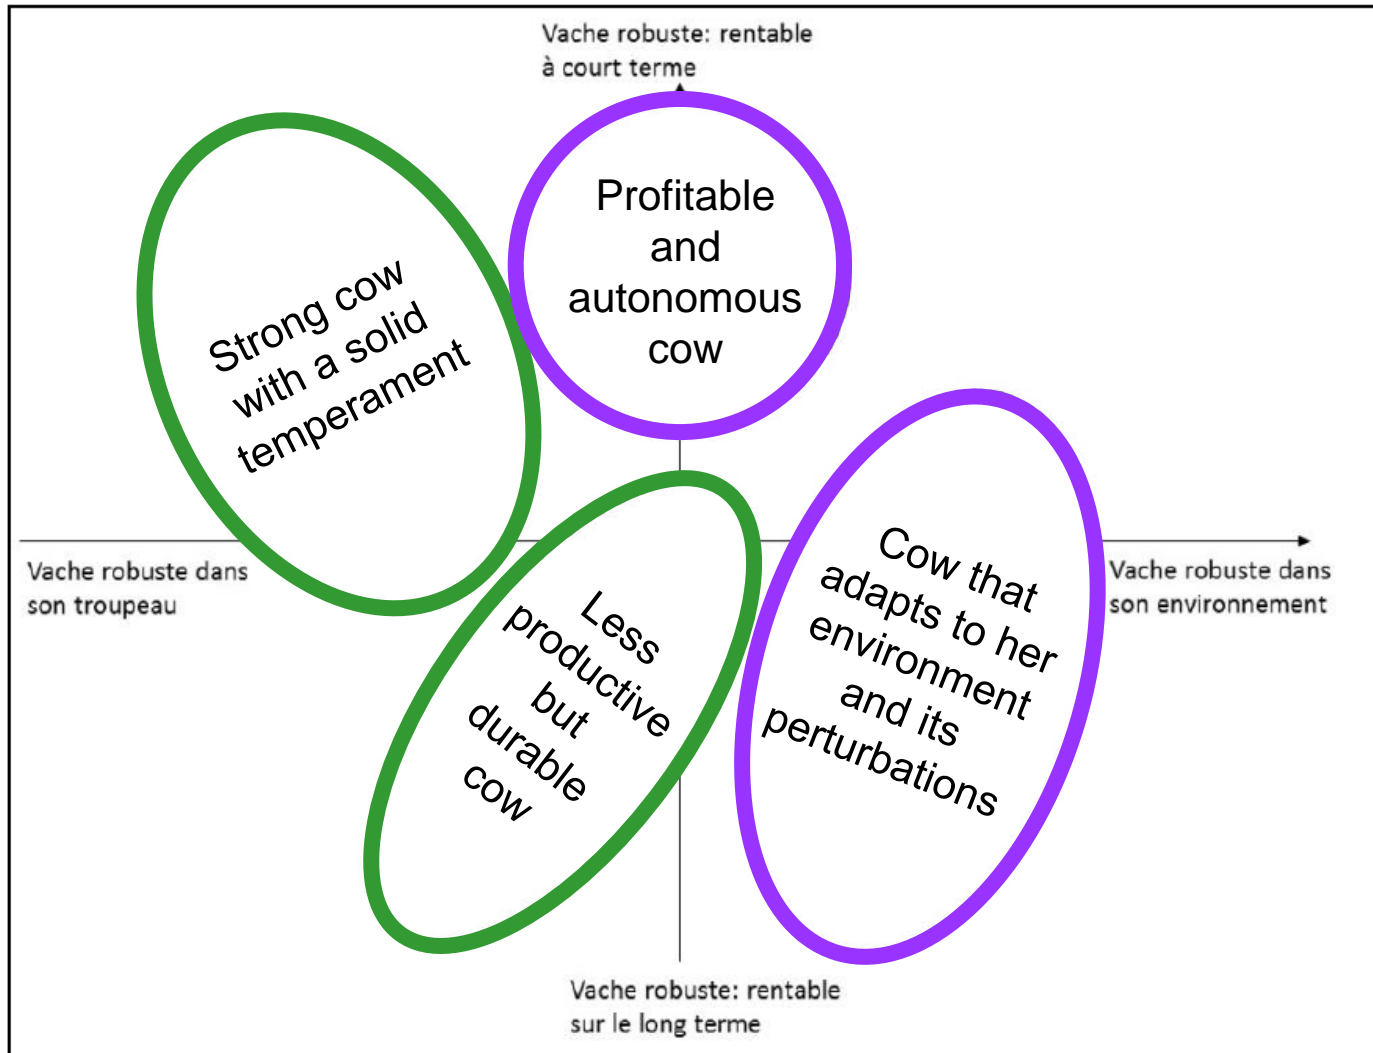 Vache robuste: rentable
à court terme
Profitable
and
autonomous
cow
Strong cow
with a solid
temperament
Vache robuste dans
son troupeau
Less
productive
but
durable
cow
Cow that
adapts to her
environment
and its
perturbations
Vache robuste dans
son environnement
Vache robuste: rentable
sur le long terme